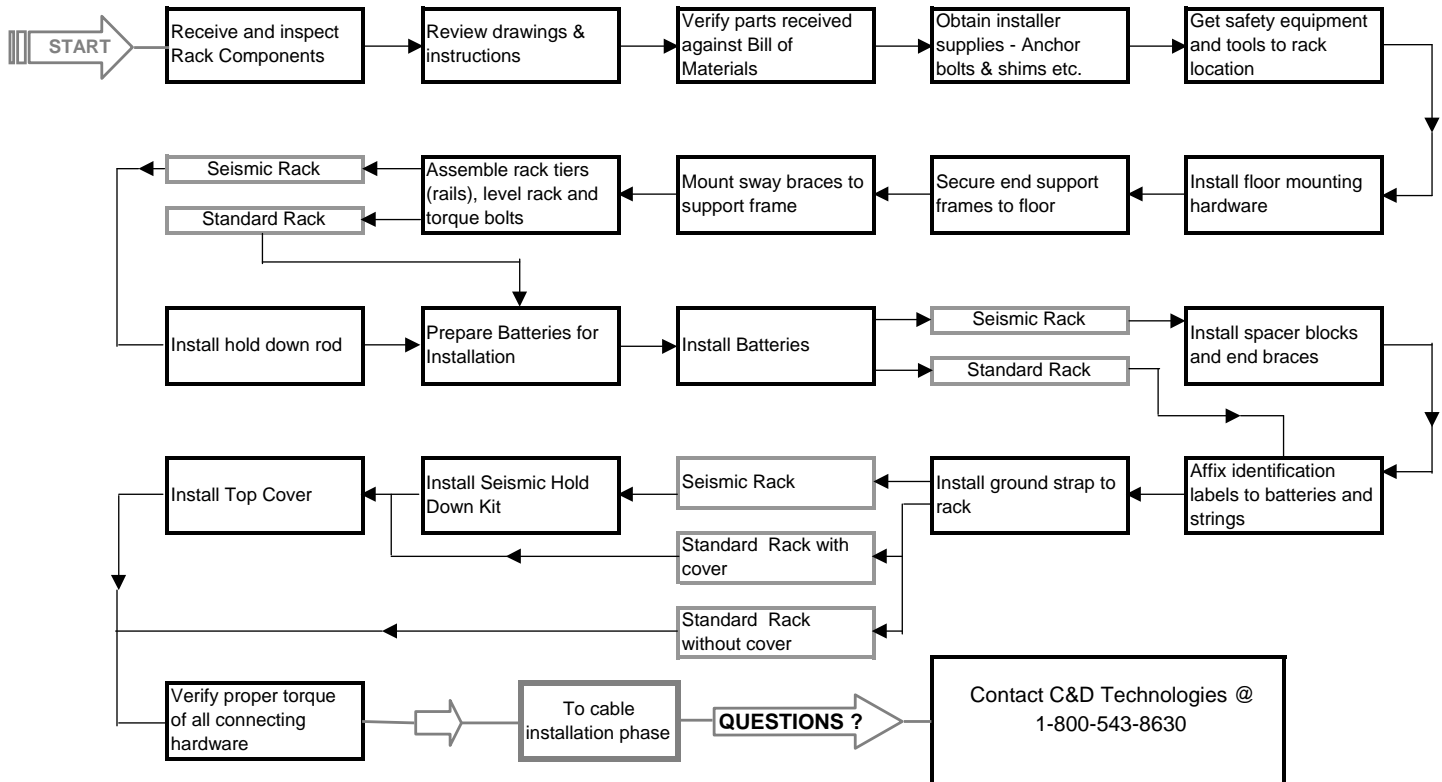 START
Receive and inspect
Rack Components
Review drawings &
instructions
Verify parts received
against Bill of
Materials
Obtain installer
supplies - Anchor
bolts & shims etc.
Get safety equipment
and tools to rack
location
Install floor mounting
hardware
Secure end support
frames to floor
Mount sway braces to
support frame
Assemble rack tiers
(rails), level rack and
torque bolts
Seismic Rack
Standard Rack
Install hold down rod
Prepare Batteries for
Installation
Install Batteries
Seismic Rack
Standard Rack
Install spacer blocks
and end braces
Affix identification
labels to batteries and
strings
Install ground strap to
rack
Seismic Rack
Standard  Rack with
cover
Standard  Rack
without cover
Install Seismic Hold
Down Kit
Install Top Cover
Verify proper torque
of all connecting
hardware
To cable
installation phase
QUESTIONS ?
Contact C&D Technologies @
1-800-543-8630